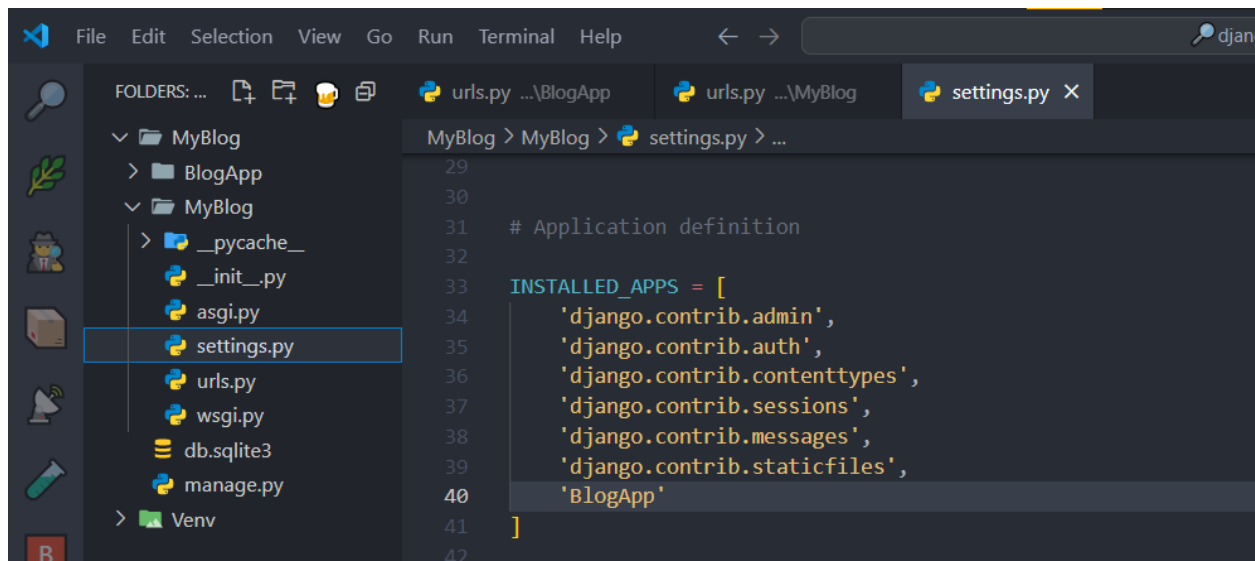 File Edit Selection View Go Run Terminal Help
djan
FOLDERS: ...
urls.py ...\BlogApp
urls.py ...\MyBlog
settings.py
MyBlog
BlogApp
MyBlog
__pycache__
__init__.py
asgi.py
settings.py
urls.py
wsgi.py
db.sqlite3
manage.py
Venv
B
MyBlog > MyBlog > settings.py > ...
29
30
31 # Application definition
32
33 INSTALLED_APPS = [
34 'django.contrib.admin',
35 'django.contrib.auth',
36 'django.contrib.contenttypes',
37 'django.contrib.sessions',
38 'django.contrib.messages',
39 'django.contrib.staticfiles',
40 'BlogApp'
41 ]
42